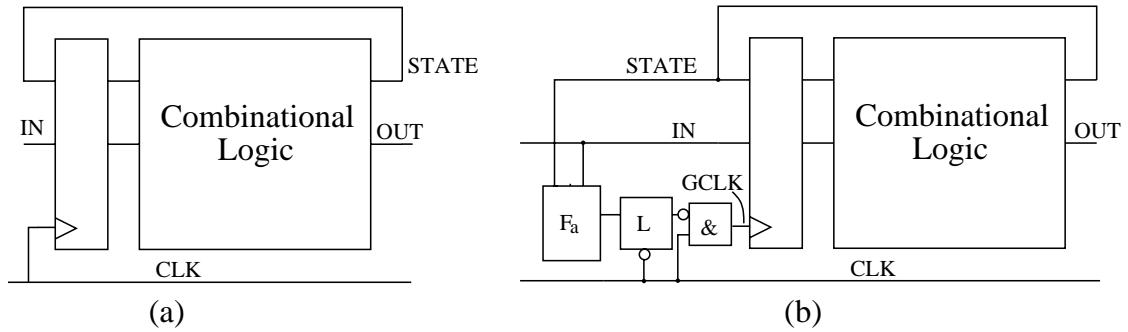 STATE
IN
Combinational
Logic
OUT
CLK
(a)
STATE
IN
Combinational
Logic
OUT
GCLK
Fa
L
&
CLK
(b)